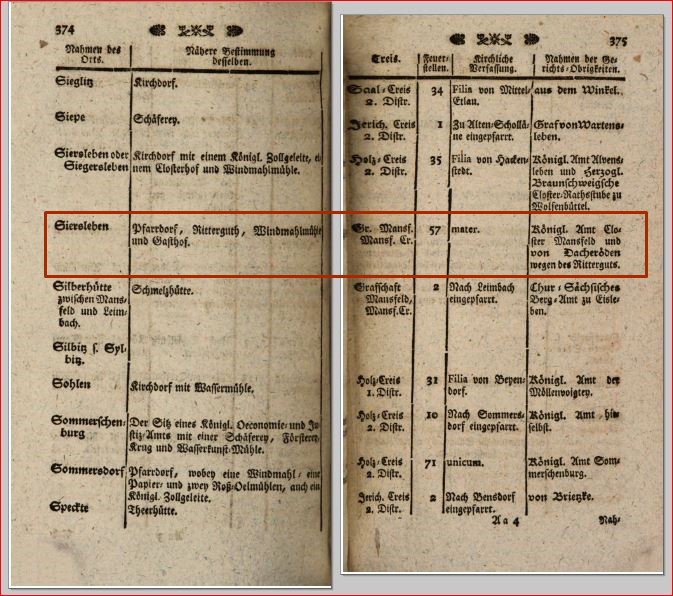 374
Nahmen des
Orts.
Nähere Bestimmung
desselben.
Sieglitz
Kirchdorf.
Siepe
Schäferey.
Siersleben oder
Siegersleben
Kirchdorf mit einem Königl. Zollgeleite, ei
nem Closterhof und Windmahlmühle.
Siersleben
Pfarrdorf, Ritterguth, Windmahlmühle
und Gasthof.
Silberhütte
zwischen Mans-
feld und Leim-
bach.
Schmelzhütte.
Silbitz s. Syl-
bitz.
Sohlen
Kirchdorf mit Wassermühle.
Sommerschen-
burg
Der Sitz eines Königl. Oeconomie- und Ju-
stiz-Amts mit einer Schäferey, Försterey
Krug und Wasserkunst-Mühle.
Sommersdorf
Pfarrdorf, wobey eine Windmahl- eine
Papier- und zwey Roß-Oelmühlen, auch ein
Königl. Zollgeleite.
Speckte
Theerhütte.
375
Creis.
Feuer-
stellen.
Kirchliche
Verfassung.
Nahmen der Ge-
richts-Obrigkeiten.
Saal-Creis
2. Distr.
34
Filia von Mittel-
Etlau.
aus dem Winkel.
Jerich. Creis
2. Distr.
1
Zu Alten-Scholl-
ne eingepfarrt.
Graf von Wartens-
leben.
Holz-Creis
2. Distr.
35
Filia von Hacken-
stedt.
Königl. Amt Alvens-
leben und Herzogl.
Braunschweigsche
Closter-Rathsstube zu
Wolfenbüttel.
Gr. Mansf.
Mansf. Cr.
57
mater.
Königl. Amt Clo-
ster Mansfeld und
von Dacheröden
wegen des Ritterguts.
Grafschaft
Mansfeld,
Mansf. Cr.
2
Nach Leimbach
eingepfarrt.
Chur-Sächsisches
Berg-Amt zu Eisle-
ben.
Holz-Creis
1. Distr.
31
Filia von Beyen-
dorf.
Königl. Amt der
Möllenvoigtey.
Holz-Creis
2. Distr.
10
Nach Sommers-
dorf eingepfarrt.
Königl. Amt hie-
selbst.
Holz-Creis
2. Distr.
71
unicum.
Königl. Amt Som-
merschenburg.
Jerich. Creis
2. Distr.
2
Nach Bensdorf
eingepfarrt.
von Brietzke.
Aa 4
Nah-